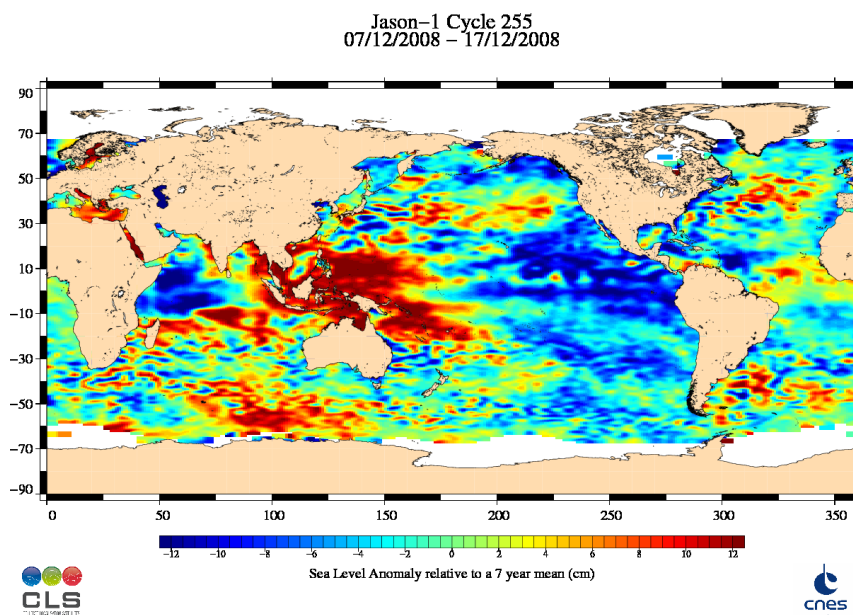 Jason-1 Cycle 255
07/12/2008 - 17/12/2008
90
70
50
30
10
-10
-30
-50
-70
-90
0 50 100 150 200 250 300 350
-12 -10 -8 -6 -4 -2 0 2 4 6 8 10 12
Sea Level Anomaly relative to a 7 year mean (cm)
CLS
cnes